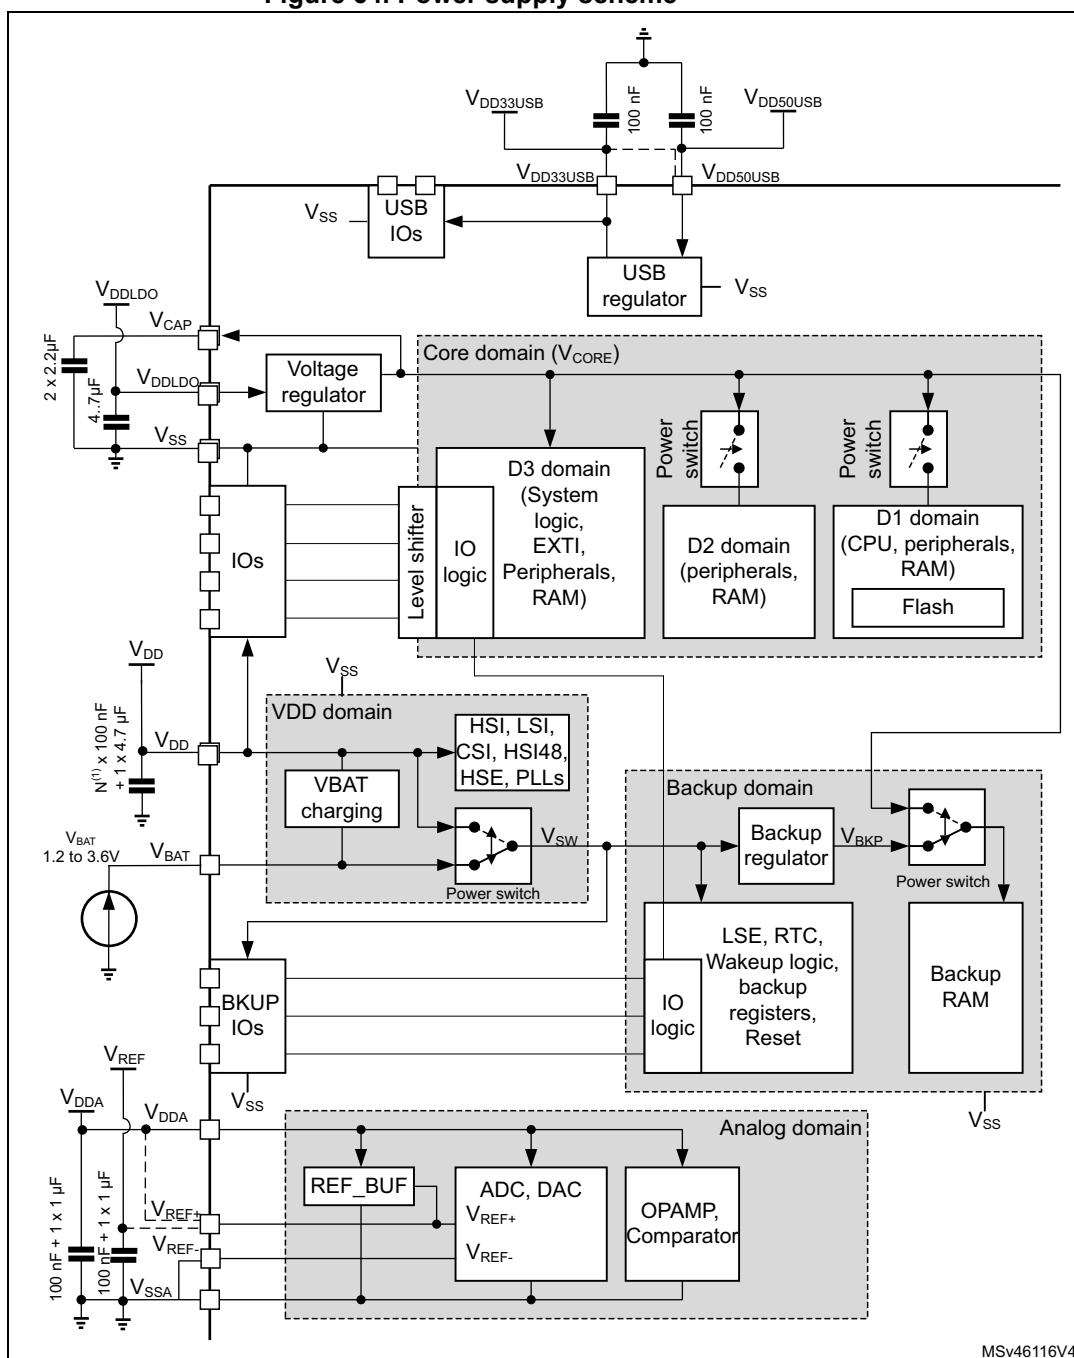 Figure 34. Power supply scheme
VDD33USB
100 nF
100 nF
VDD50USB
VDD33USB
VDD50USB
VSS
USB
IOs
USB
regulator
VSS
VDDLDO
VCAP
2 x 2.2µF
VDDLDO
4..7µF
VSS
Voltage
regulator
Core domain (VCORE)
Power
switch
Power
switch
D3 domain
(System
logic,
EXTI,
Peripherals,
RAM)
IO
logic
Level shifter
IOs
D2 domain
(peripherals,
RAM)
D1 domain
(CPU, peripherals,
RAM)
Flash
VDD
N(1) x 100 nF
+ 1 x 4.7 µF
VDD
VSS
VDD domain
HSI, LSI,
CSI, HSI48,
HSE, PLLs
VBAT
charging
VSW
Power switch
VBAT
1.2 to 3.6V
VBAT
Backup domain
Backup
regulator
VBKP
Power switch
LSE, RTC,
Wakeup logic,
backup
registers,
Reset
IO
logic
Backup
RAM
VSS
BKUP
IOs
VSS
VREF
VDDA
VDDA
100 nF + 1 x 1 µF
100 nF + 1 x 1 µF
VREF+
VREF-
VSSA
Analog domain
REF_BUF
ADC, DAC
VREF+
VREF-
OPAMP,
Comparator
MSv46116V4